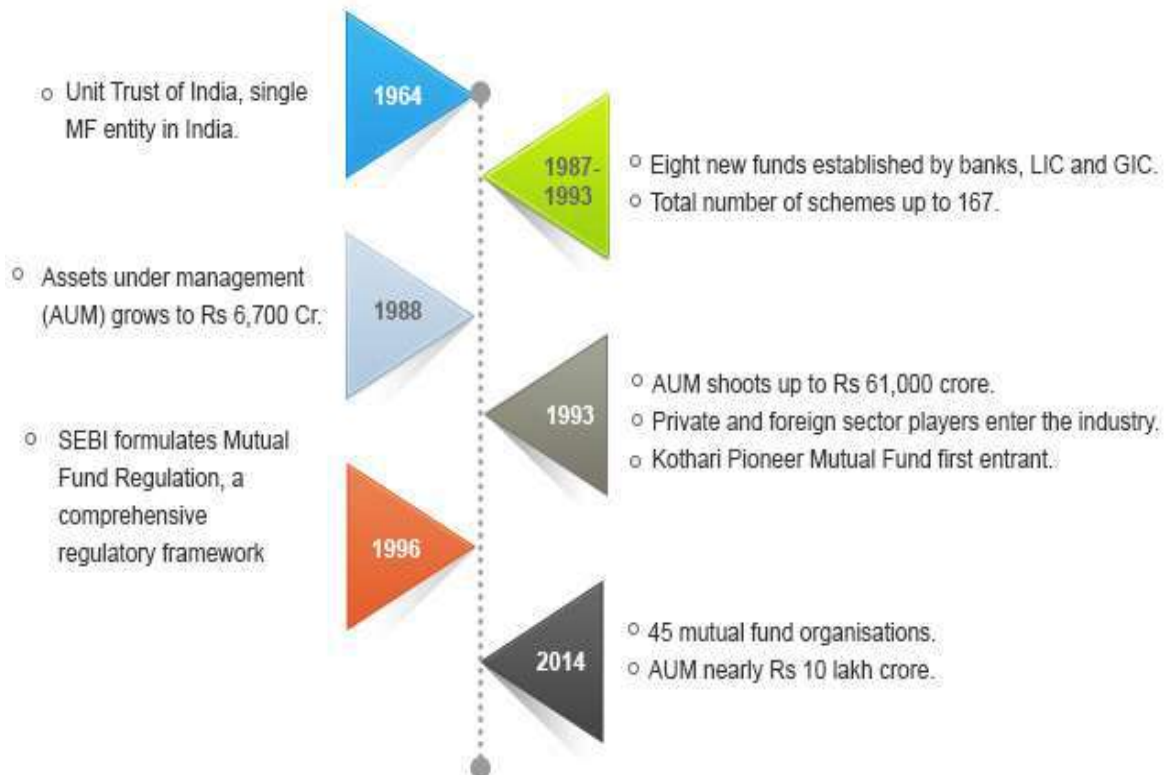 1964
○ Unit Trust of India, single
MF entity in India.
1987-
1993
○ Eight new funds established by banks, LIC and GIC.
○ Total number of schemes up to 167.
○ Assets under management
(AUM) grows to Rs 6,700 Cr.
1988
1993
○ AUM shoots up to Rs 61,000 crore.
○ Private and foreign sector players enter the industry.
○ Kothari Pioneer Mutual Fund first entrant.
○ SEBI formulates Mutual
Fund Regulation, a
comprehensive
regulatory framework
1996
2014
○ 45 mutual fund organisations.
○ AUM nearly Rs 10 lakh crore.